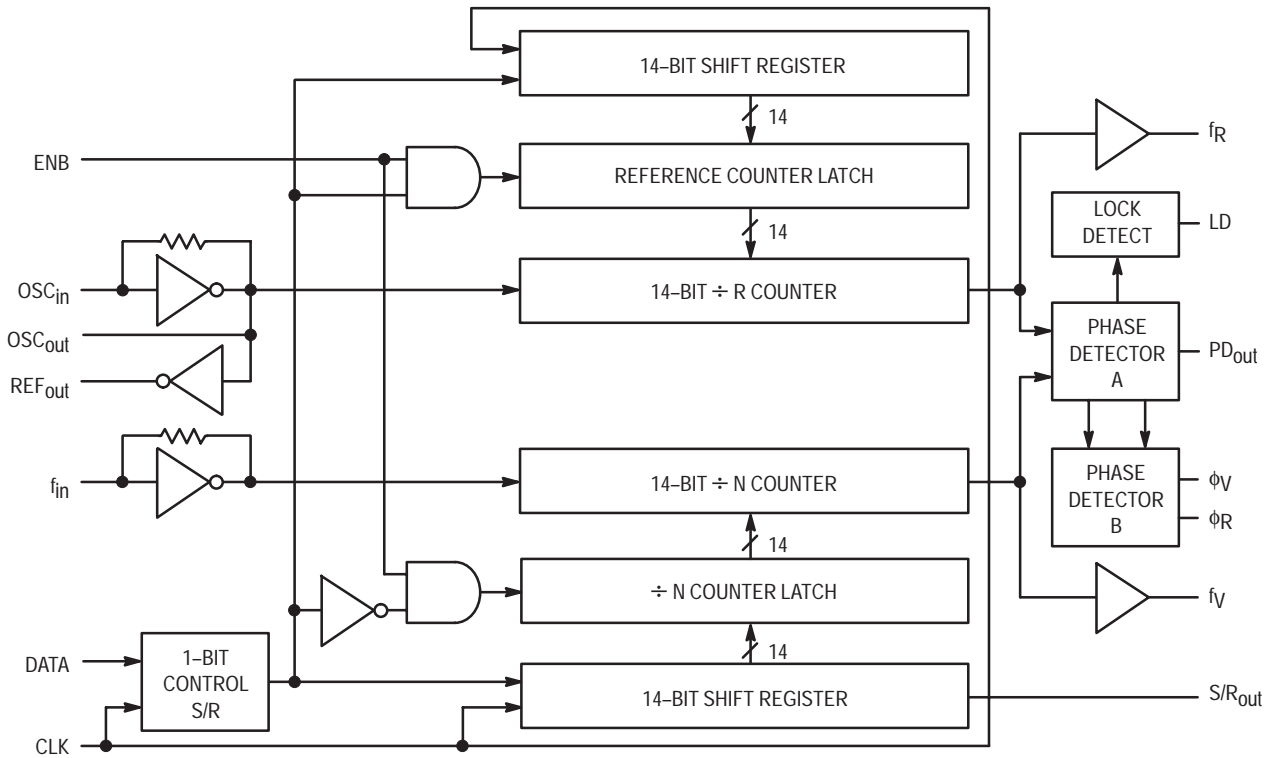 14–BIT SHIFT REGISTER
14
fR
ENB
REFERENCE COUNTER LATCH
LOCK
DETECT
LD
14
OSCin
14–BIT ÷ R COUNTER
OSCout
PHASE
DETECTOR
A
PDout
REFout
fin
14–BIT ÷ N COUNTER
PHASE
DETECTOR
B
ϕV
ϕR
14
÷ N COUNTER LATCH
fV
14
DATA
1–BIT
CONTROL
S/R
14–BIT SHIFT REGISTER
S/Rout
CLK